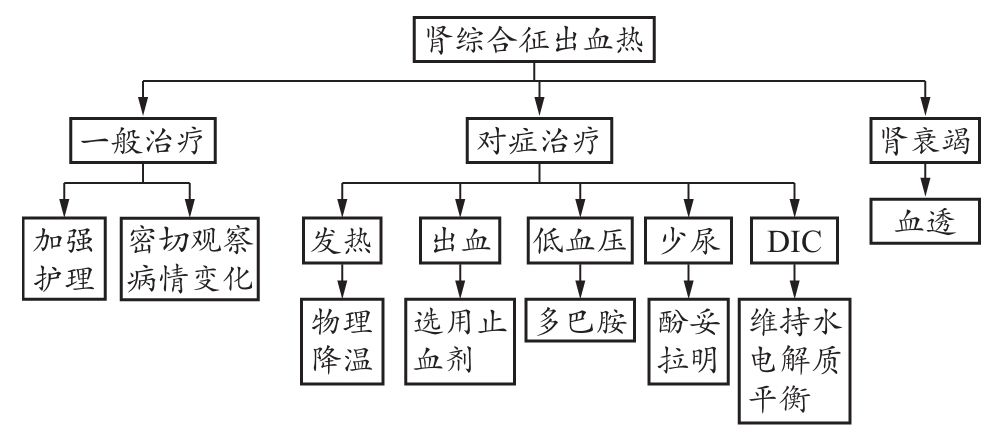 肾综合征出血热
一般治疗
对症治疗
肾衰竭
加强
护理
密切观察
病情变化
发热
出血
低血压
少尿
DIC
血透
物理
降温
选用止
血剂
多巴胺
酚妥
拉明
维持水
电解质
平衡